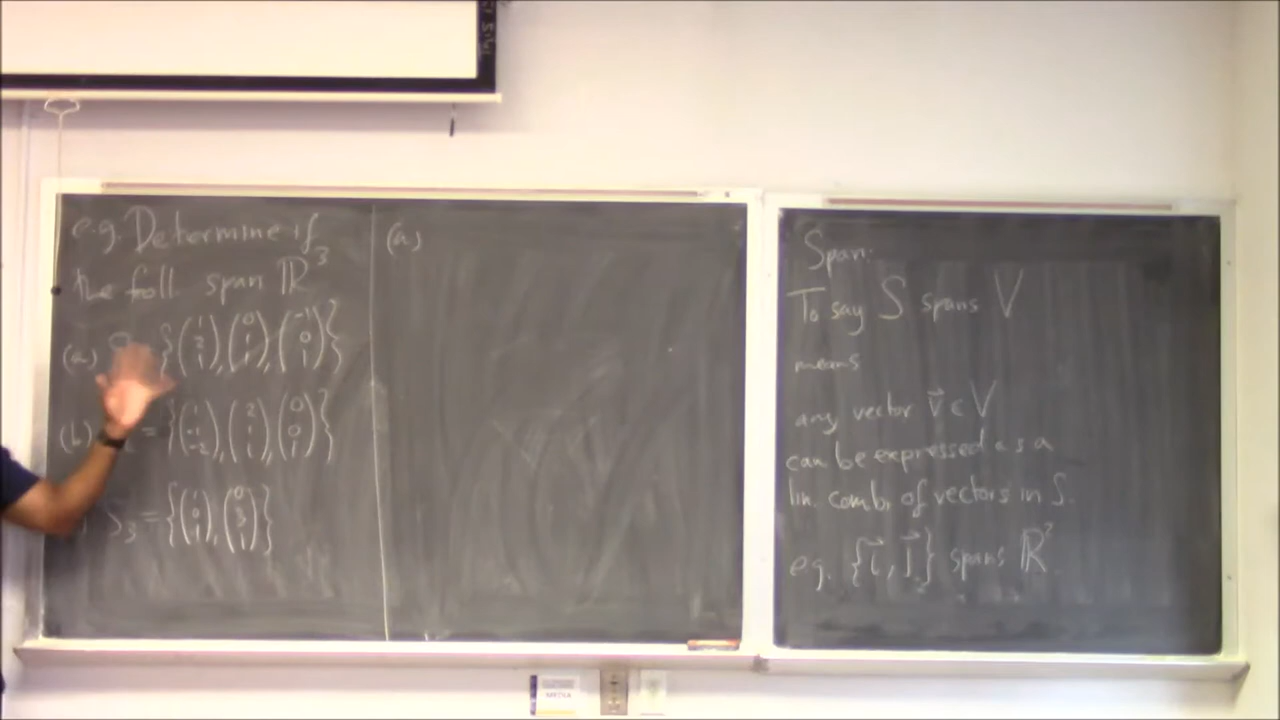 e.g. Determine if
the foll. span ℝ³
(a) = {(1 2 1), (0 1 1), (-1 0 1)}
(b) = {(1 -1 -2), (2 1 1), (0 0 1)}
S₃ = {(1 0 1), (0 3 1)}
(a)
Span:
To say S spans V
means
any vector v⃗ ∈ V
can be expressed as a
lin. comb. of vectors in S.
e.g. {i⃗, j⃗} spans ℝ²
MEDIA